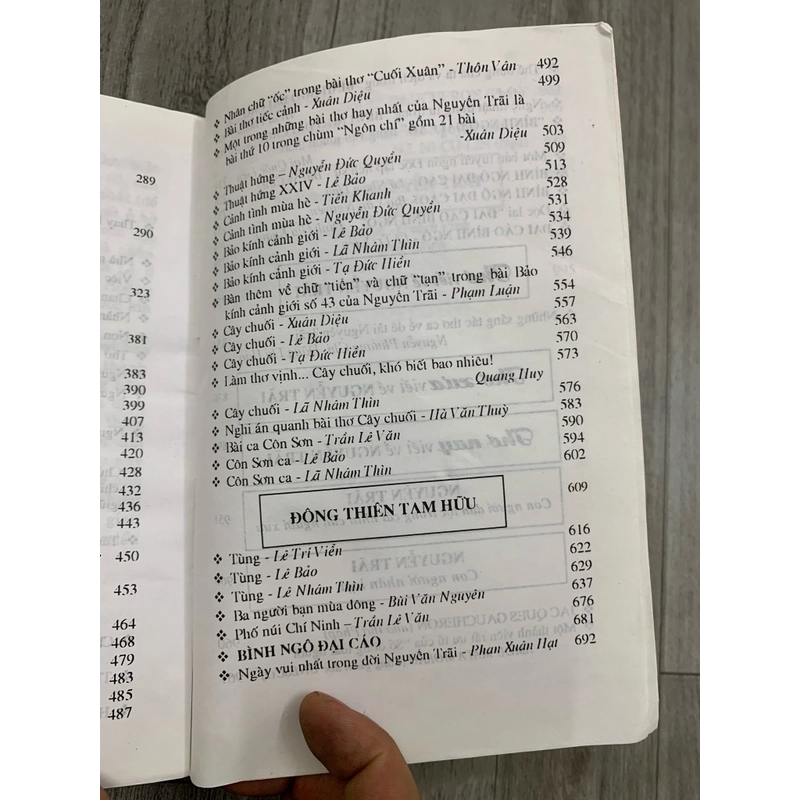 289
290
323
381
383
390
399
407
413
420
428
432
436
443
450
453
464
468
479
483
485
487
❖ Nhân chữ “ốc” trong bài thơ “Cuối Xuân” - Thôn Vân 492
❖ Bài thơ tiếc cảnh - Xuân Diệu 499
❖ Một trong những bài thơ hay nhất của Nguyễn Trãi là
bài thứ 10 trong chùm “Ngôn chí” gồm 21 bài
-Xuân Diệu 503
❖ Thuật hứng – Nguyễn Đức Quyền 509
❖ Thuật hứng XXIV - Lê Bảo 513
❖ Cảnh tình mùa hè - Tiến Khanh 528
❖ Cảnh tình mùa hè - Nguyễn Đức Quyền 531
❖ Bảo kính cảnh giới - Lê Bảo 534
❖ Bảo kính cảnh giới - Lã Nhâm Thìn 539
❖ Bảo kính cảnh giới - Tạ Đức Hiền 546
❖ Bàn thêm về chữ “tiễn” và chữ “tạn” trong bài Bảo
kính cảnh giới số 43 của Nguyễn Trãi - Phạm Luận 554
❖ Cây chuối - Xuân Diệu 557
❖ Cây chuối - Lê Bảo 563
❖ Cây chuối - Tạ Đức Hiền 570
❖ Làm thơ vịnh... Cây chuối, khó biết bao nhiêu! 573
Quang Huy
❖ Cây chuối - Lã Nhâm Thìn 576
❖ Nghi án quanh bài thơ Cây chuối - Hà Văn Thuỳ 583
❖ Bài ca Côn Sơn - Trần Lê Văn 590
❖ Côn Sơn ca - Lê Bảo 594
❖ Côn Sơn ca - Lã Nhâm Thìn 602
ĐÔNG THIÊN TAM HỮU 609
❖ Tùng - Lê Trí Viễn 616
❖ Tùng - Lê Bảo 622
❖ Tùng - Lã Nhâm Thìn 629
❖ Ba người bạn mùa đông - Bùi Văn Nguyên 637
❖ Phố núi Chí Ninh - Trần Lê Văn 676
❖ BÌNH NGÔ ĐẠI CÁO 681
❖ Ngày vui nhất trong đời Nguyễn Trãi - Phan Xuân Hạt 692